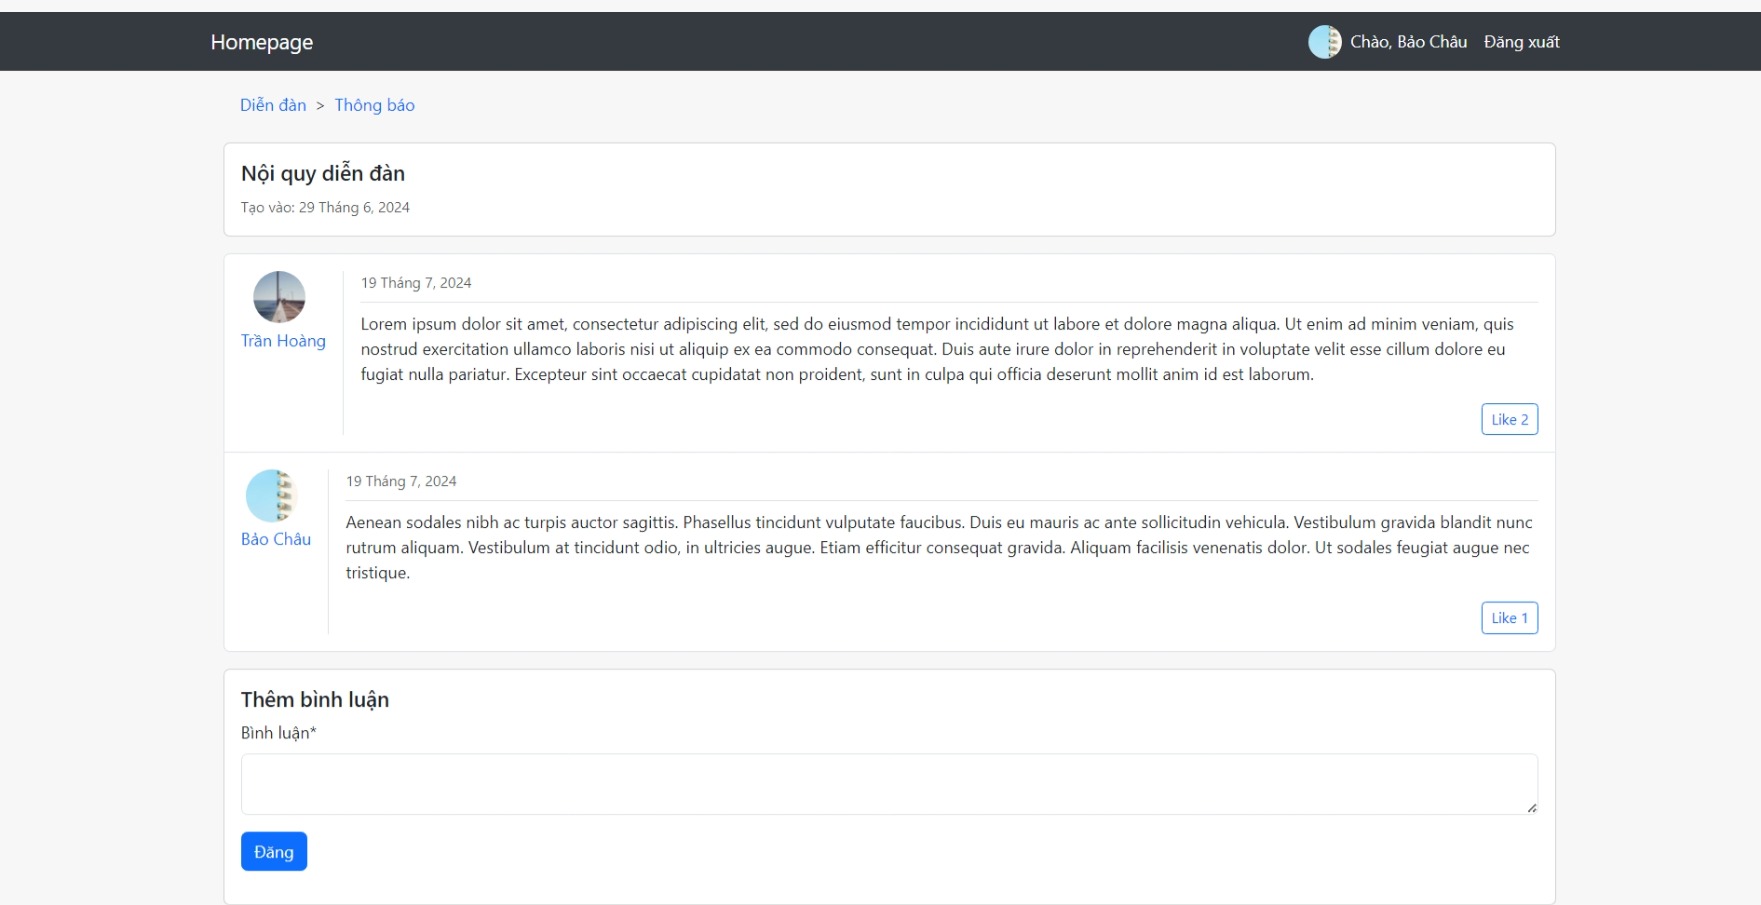 Homepage
Chào, Bảo Châu Đăng xuất
Diễn đàn > Thông báo
Nội quy diễn đàn
Tạo vào: 29 Tháng 6, 2024
19 Tháng 7, 2024
Trần Hoàng
Lorem ipsum dolor sit amet, consectetur adipiscing elit, sed do eiusmod tempor incididunt ut labore et dolore magna aliqua. Ut enim ad minim veniam, quis
nostrud exercitation ullamco laboris nisi ut aliquip ex ea commodo consequat. Duis aute irure dolor in reprehenderit in voluptate velit esse cillum dolore eu
fugiat nulla pariatur. Excepteur sint occaecat cupidatat non proident, sunt in culpa qui officia deserunt mollit anim id est laborum.
Like 2
19 Tháng 7, 2024
Bảo Châu
Aenean sodales nibh ac turpis auctor sagittis. Phasellus tincidunt vulputate faucibus. Duis eu mauris ac ante sollicitudin vehicula. Vestibulum gravida blandit nunc
rutrum aliquam. Vestibulum at tincidunt odio, in ultricies augue. Etiam efficitur consequat gravida. Aliquam facilisis venenatis dolor. Ut sodales feugiat augue nec
tristique.
Like 1
Thêm bình luận
Bình luận*
Đăng